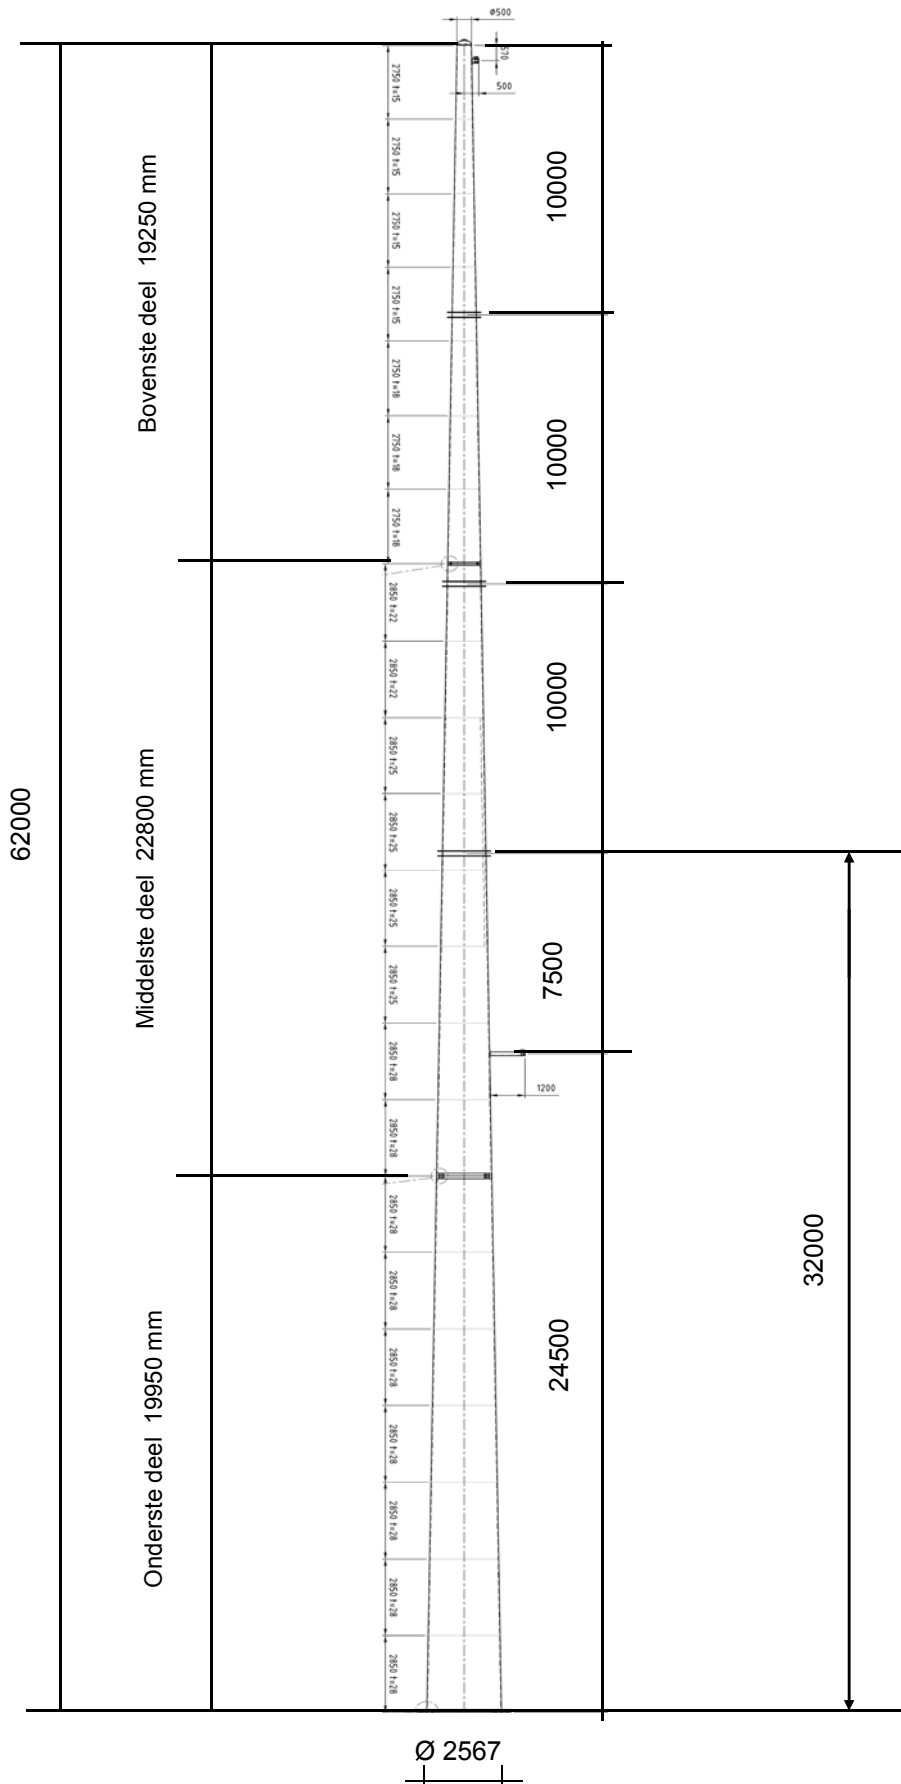 ø500
570
500
2750 t=15
2750 t=15
2750 t=15
2750 t=15
2750 t=18
2750 t=18
2750 t=18
2850 t=22
2850 t=22
2850 t=25
2850 t=25
2850 t=25
2850 t=25
2850 t=28
2850 t=28
2850 t=28
2850 t=28
2850 t=28
2850 t=28
2850 t=28
2850 t=28
2850 t=28
Bovenste deel 19250 mm
Middelste deel 22800 mm
Onderste deel 19950 mm
62000
10000
10000
10000
7500
1200
24500
32000
Ø 2567